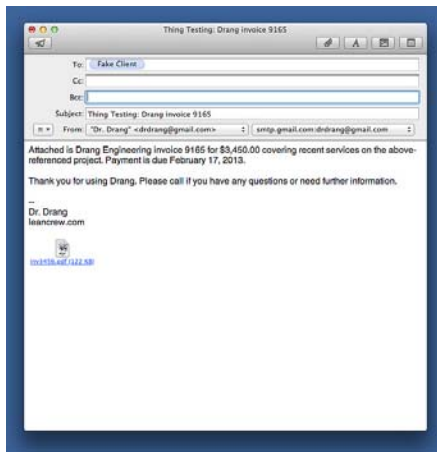 Thing Testing: Drang invoice 9165
To: Fake Client
Cc:
Bcc:
Subject: Thing Testing: Drang invoice 9165
From: "Dr. Drang" <drdrang@gmail.com> smtp.gmail.com:drdrang@gmail.com
Attached is Drang Engineering invoice 9165 for $3,450.00 covering recent services on the above-
referenced project. Payment is due February 17, 2013.
Thank you for using Drang. Please call if you have any questions or need further information.
--
Dr. Drang
leancrew.com
(122 KB)